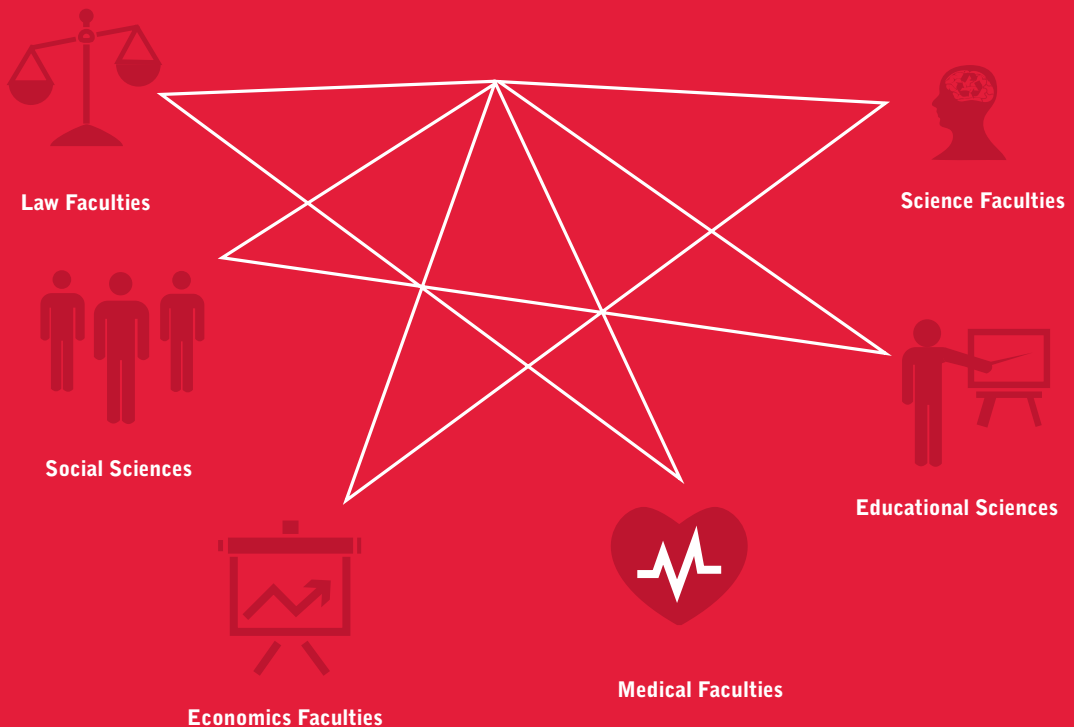 Law Faculties
Science Faculties
Social Sciences
Educational Sciences
Medical Faculties
Economics Faculties